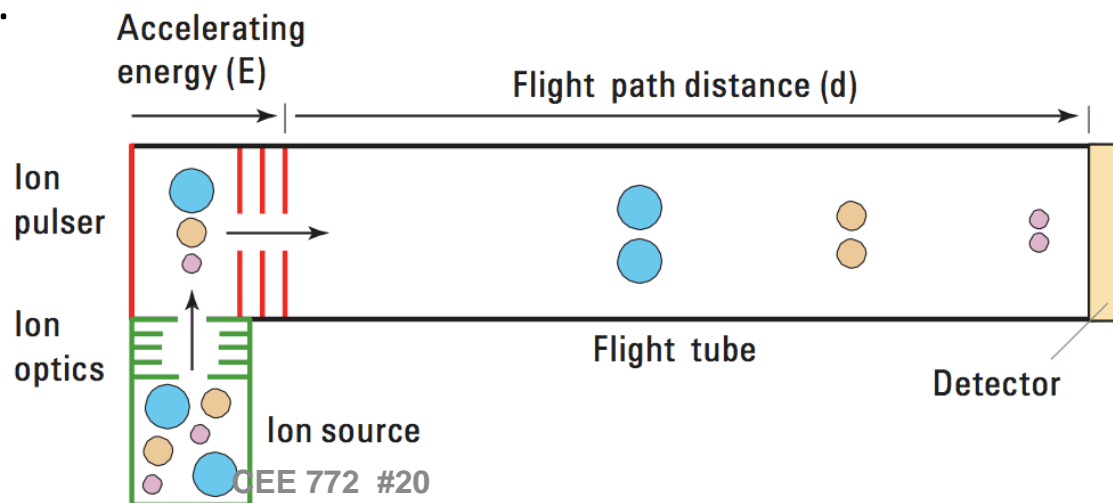 Accelerating
energy (E)
Flight path distance (d)
Ion
pulser
Ion
optics
Flight tube
Detector
Ion source
CEE 772 #20